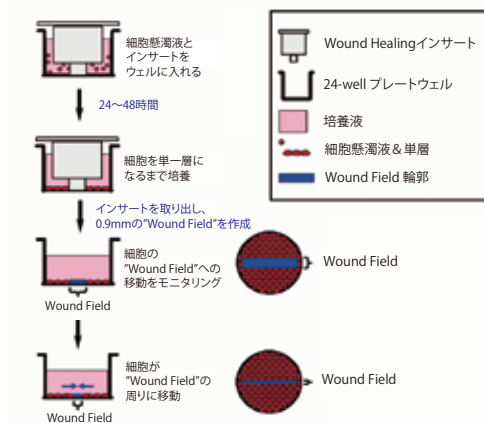 細胞懸濁液と
インサートを
ウェルに入れる
24～48時間
細胞を単一層に
なるまで培養
インサートを取り出し、
0.9mmの"Wound Field"を作成
細胞の
"Wound Field"への
移動をモニタリング
Wound Field
Wound Field
細胞が
"Wound Field"の
周りに移動
Wound Field
Wound Field
Wound Healingインサート
24-well プレートウェル
培養液
細胞懸濁液＆単層
Wound Field 輪郭